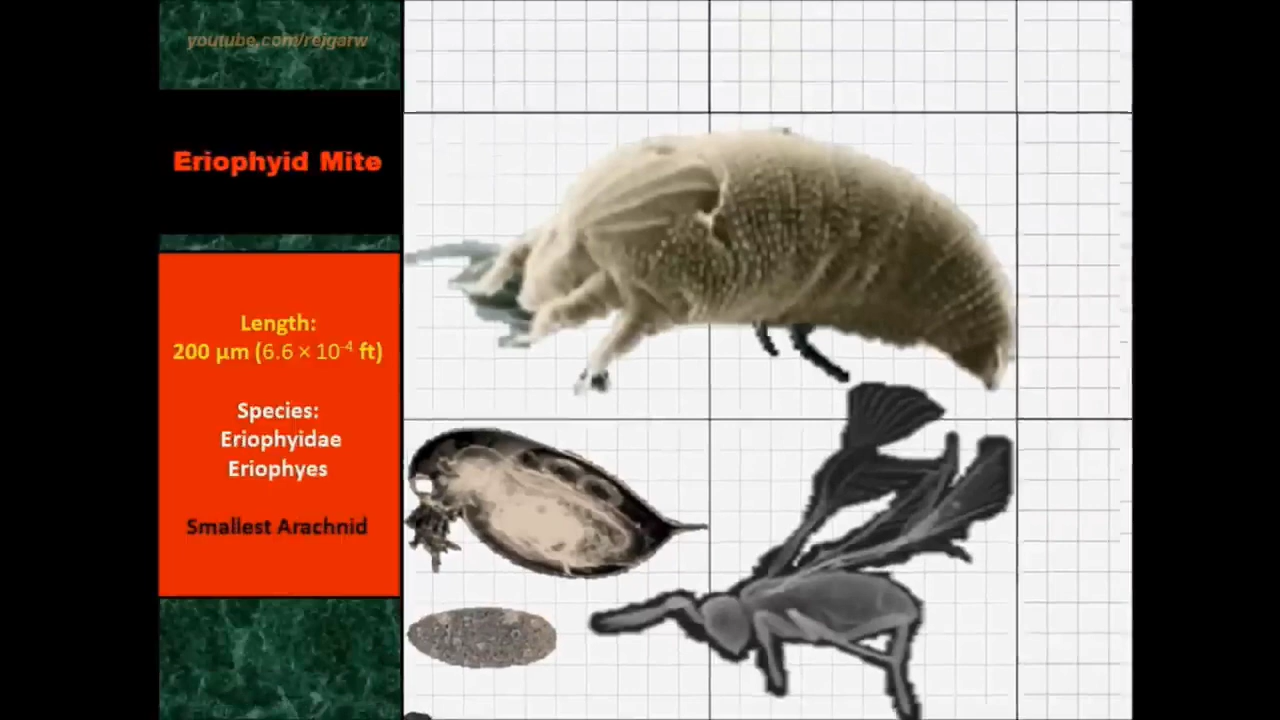 youtube.com/rejgarw
Eriophyid Mite
Length:
200 µm (6.6 × 10⁻⁴ ft)
Species:
Eriophyidae
Eriophyes
Smallest Arachnid